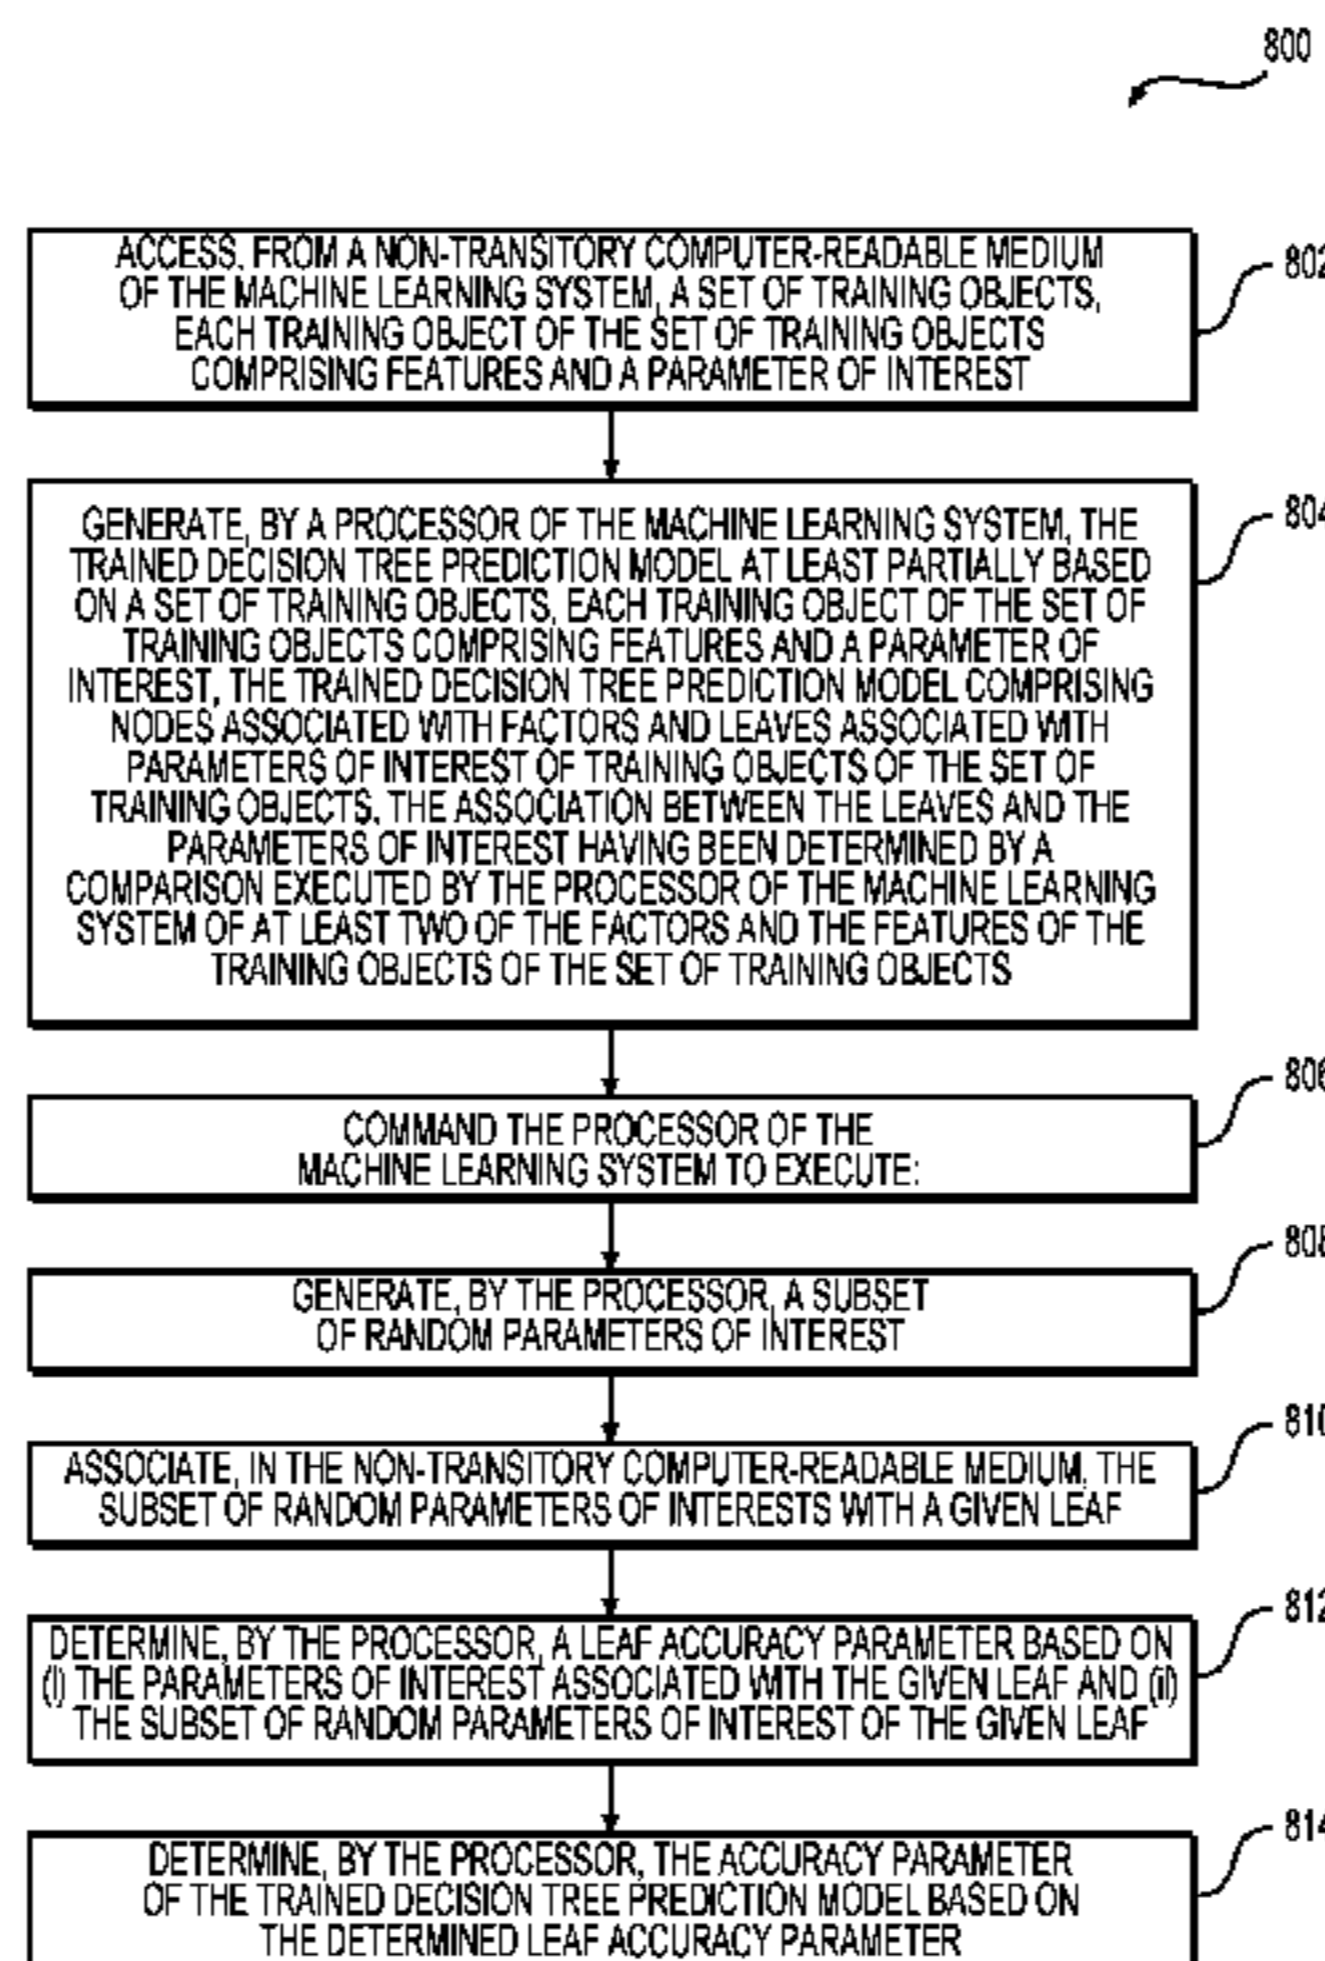 800
ACCESS, FROM A NON-TRANSITORY COMPUTER-READABLE MEDIUM
OF THE MACHINE LEARNING SYSTEM, A SET OF TRAINING OBJECTS,
EACH TRAINING OBJECT OF THE SET OF TRAINING OBJECTS
COMPRISING FEATURES AND A PARAMETER OF INTEREST
802
GENERATE, BY A PROCESSOR OF THE MACHINE LEARNING SYSTEM, THE
TRAINED DECISION TREE PREDICTION MODEL AT LEAST PARTIALLY BASED
ON A SET OF TRAINING OBJECTS, EACH TRAINING OBJECT OF THE SET OF
TRAINING OBJECTS COMPRISING FEATURES AND A PARAMETER OF
INTEREST, THE TRAINED DECISION TREE PREDICTION MODEL COMPRISING
NODES ASSOCIATED WITH FACTORS AND LEAVES ASSOCIATED WITH
PARAMETERS OF INTEREST OF TRAINING OBJECTS OF THE SET OF
TRAINING OBJECTS, THE ASSOCIATION BETWEEN THE LEAVES AND THE
PARAMETERS OF INTEREST HAVING BEEN DETERMINED BY A
COMPARISON EXECUTED BY THE PROCESSOR OF THE MACHINE LEARNING
SYSTEM OF AT LEAST TWO OF THE FACTORS AND THE FEATURES OF THE
TRAINING OBJECTS OF THE SET OF TRAINING OBJECTS
804
COMMAND THE PROCESSOR OF THE
MACHINE LEARNING SYSTEM TO EXECUTE:
806
GENERATE, BY THE PROCESSOR, A SUBSET
OF RANDOM PARAMETERS OF INTEREST
808
ASSOCIATE, IN THE NON-TRANSITORY COMPUTER-READABLE MEDIUM, THE
SUBSET OF RANDOM PARAMETERS OF INTERESTS WITH A GIVEN LEAF
810
DETERMINE, BY THE PROCESSOR, A LEAF ACCURACY PARAMETER BASED ON
(i) THE PARAMETERS OF INTEREST ASSOCIATED WITH THE GIVEN LEAF AND (ii)
THE SUBSET OF RANDOM PARAMETERS OF INTEREST OF THE GIVEN LEAF
812
DETERMINE, BY THE PROCESSOR, THE ACCURACY PARAMETER
OF THE TRAINED DECISION TREE PREDICTION MODEL BASED ON
THE DETERMINED LEAF ACCURACY PARAMETER
814